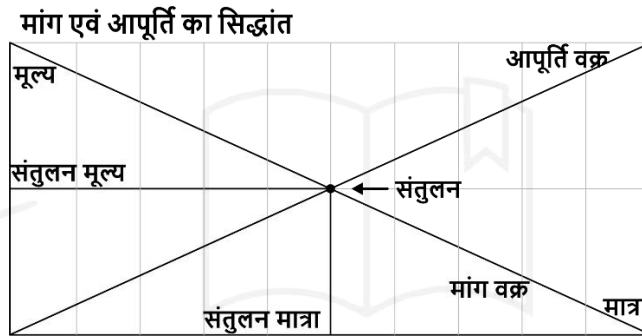 मांग एवं आपूर्ति का सिद्धांत
आपूर्ति वक्र
मूल्य
संतुलन मूल्य
संतुलन
मांग वक्र
संतुलन मात्रा
मात्र